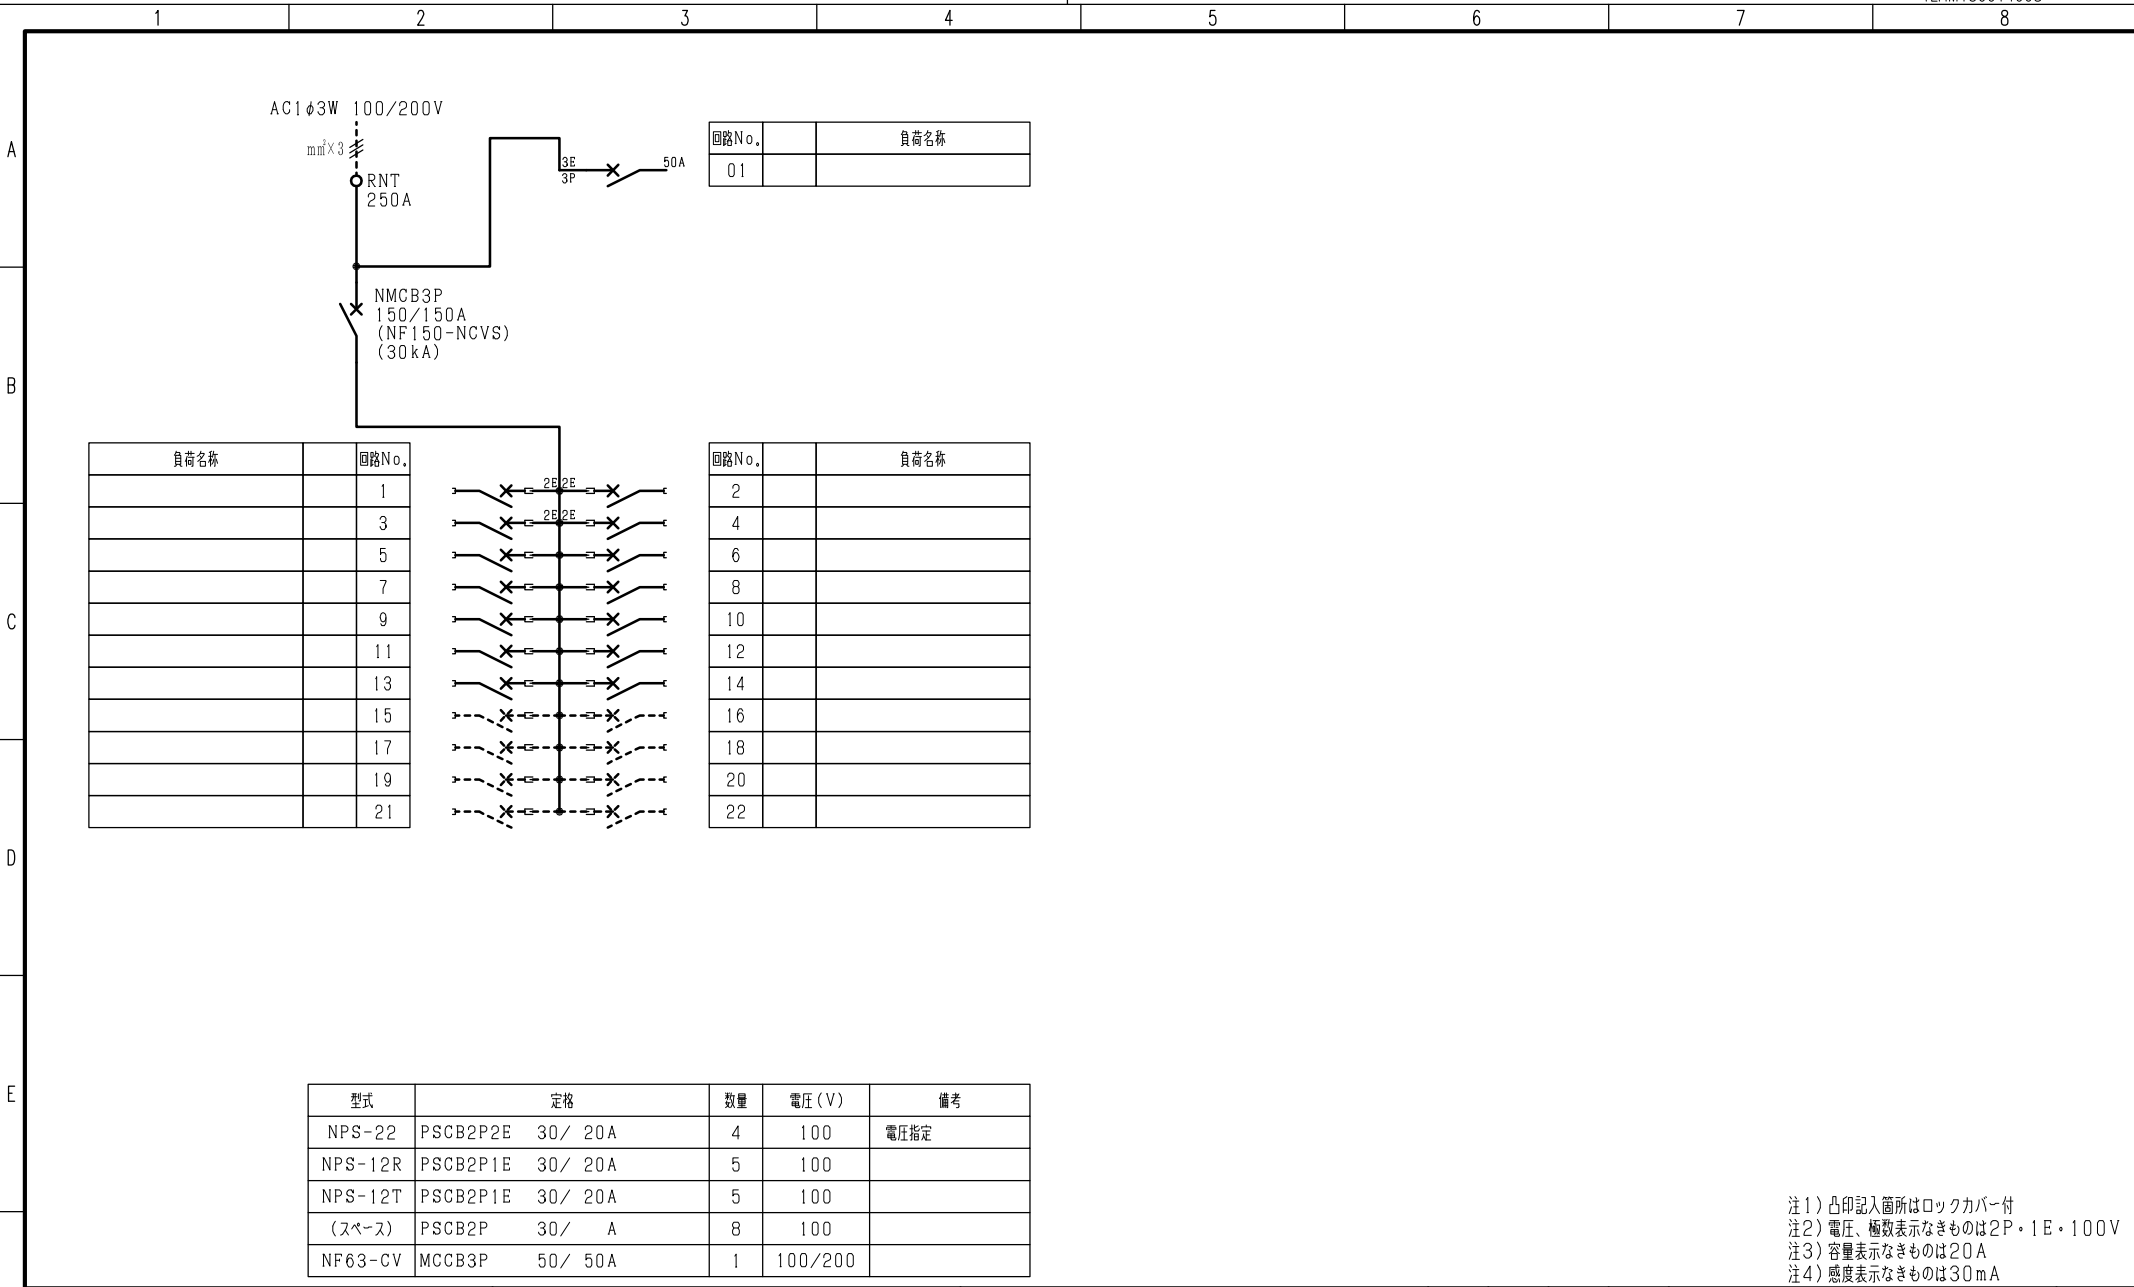 1 2 3 4 5 6 7 8
A
B
C
D
E
AC1φ3W 100/200V
mm²×3
RNT
250A
3E
3P
50A
回路No. 負荷名称
01
NMCB3P
150/150A
(NF150-NCVS)
(30kA)
負荷名称 回路No.
1
3
5
7
9
11
13
15
17
19
21
2E 2E
2E 2E
回路No. 負荷名称
2
4
6
8
10
12
14
16
18
20
22
型式 定格 数量 電圧(V) 備考
NPS-22 PSCB2P2E 30/ 20A 4 100 電圧指定
NPS-12R PSCB2P1E 30/ 20A 5 100
NPS-12T PSCB2P1E 30/ 20A 5 100
(スペース) PSCB2P 30/ A 8 100
NF63-CV MCCB3P 50/ 50A 1 100/200
注1)凸印記入箇所はロックカバー付
注2)電圧、極数表示なきものは2P・1E・100V
注3)容量表示なきものは20A
注4)感度表示なきものは30mA